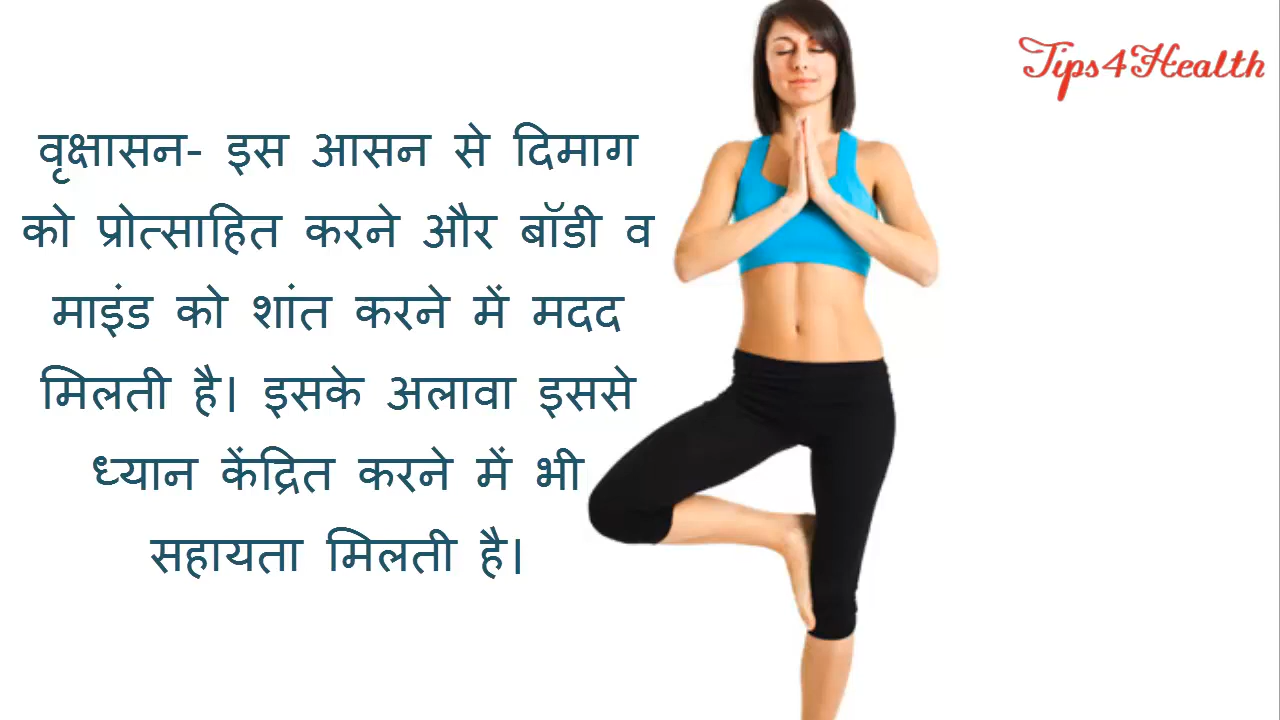 Tips4Health
वृक्षासन- इस आसन से दिमाग
को प्रोत्साहित करने और बॉडी व
माइंड को शांत करने में मदद
मिलती है। इसके अलावा इससे
ध्यान केंद्रित करने में भी
सहायता मिलती है।